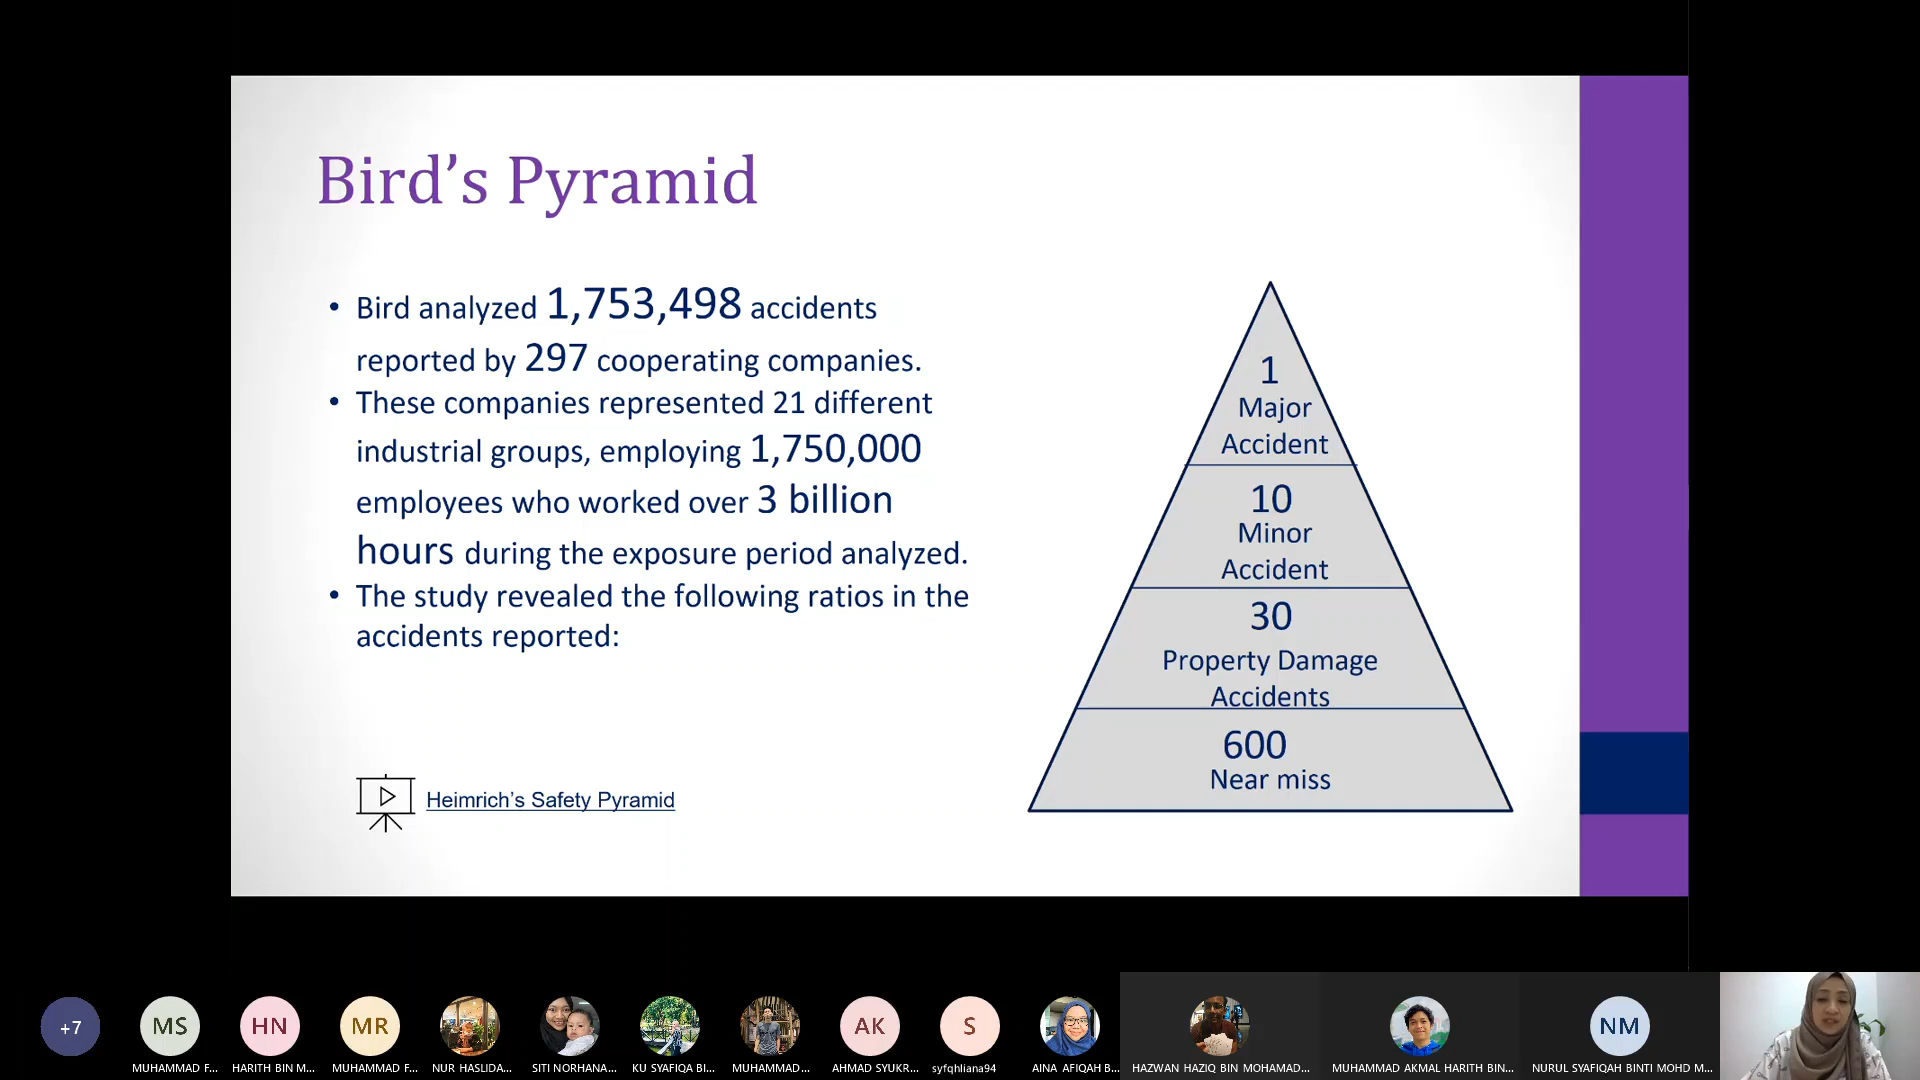 Bird’s Pyramid
• Bird analyzed 1,753,498 accidents
reported by 297 cooperating companies.
• These companies represented 21 different
industrial groups, employing 1,750,000
employees who worked over 3 billion
hours during the exposure period analyzed.
• The study revealed the following ratios in the
accidents reported:
Heimrich’s Safety Pyramid
1
Major
Accident
10
Minor
Accident
30
Property Damage
Accidents
600
Near miss
+7
MS
HN
MR
AK
S
NM
MUHAMMAD F...
HARITH BIN M...
MUHAMMAD F...
NUR HASLIDA...
SITI NORHANA...
KU SYAFIQA BI...
MUHAMMAD...
AHMAD SYUKR...
syfqhliana94
AINA AFIQAH B...
HAZWAN HAZIQ BIN MOHAMAD...
MUHAMMAD AKMAL HARITH BIN...
NURUL SYAFIQAH BINTI MOHD M...